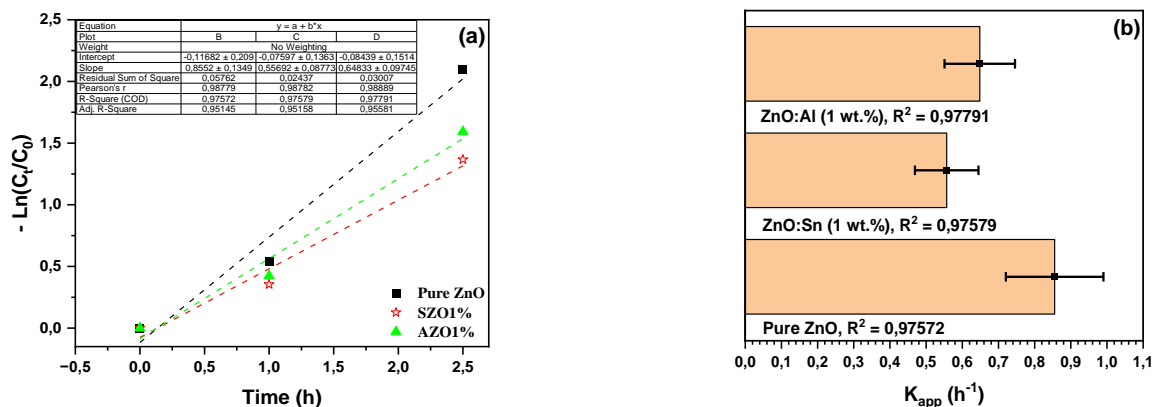 (a)
Equation y = a + b*x
Plot B C D
Weight No Weighting
Intercept -0,11682 ± 0,209 -0,07597 ± 0,1363 -0,08439 ± 0,1514
Slope 0,8552 ± 0,1349 0,55692 ± 0,08773 0,64833 ± 0,09745
Residual Sum of Square 0,05762 0,02437 0,03007
Pearson's r 0,98779 0,98782 0,98889
R-Square (COD) 0,97572 0,97579 0,97791
Adj. R-Square 0,95145 0,95158 0,95581
2,5
2,0
1,5
1,0
0,5
0,0
- Ln(Ct/C0)
Pure ZnO
SZO1%
AZO1%
−0,5 0,0 0,5 1,0 1,5 2,0 2,5
Time (h)
(b)
ZnO:Al (1 wt.%), R² = 0,97791
ZnO:Sn (1 wt.%), R² = 0,97579
Pure ZnO, R² = 0,97572
0,0 0,1 0,2 0,3 0,4 0,5 0,6 0,7 0,8 0,9 1,0 1,1
Kapp (h⁻¹)